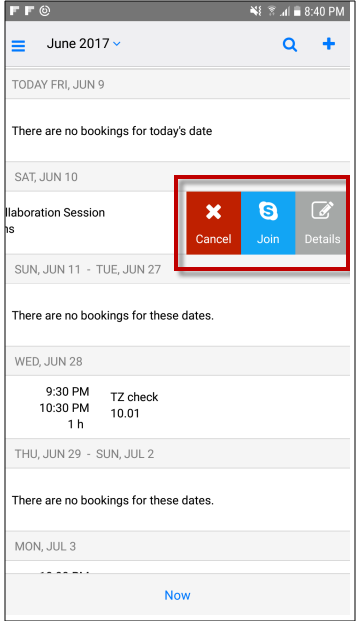 8:40 PM
June 2017
TODAY FRI, JUN 9
There are no bookings for today's date
SAT, JUN 10
llaboration Session
ns
Cancel
Join
Details
SUN, JUN 11 - TUE, JUN 27
There are no bookings for these dates.
WED, JUN 28
9:30 PM
10:30 PM
1 h
TZ check
10.01
THU, JUN 29 - SUN, JUL 2
There are no bookings for these dates.
MON, JUL 3
Now